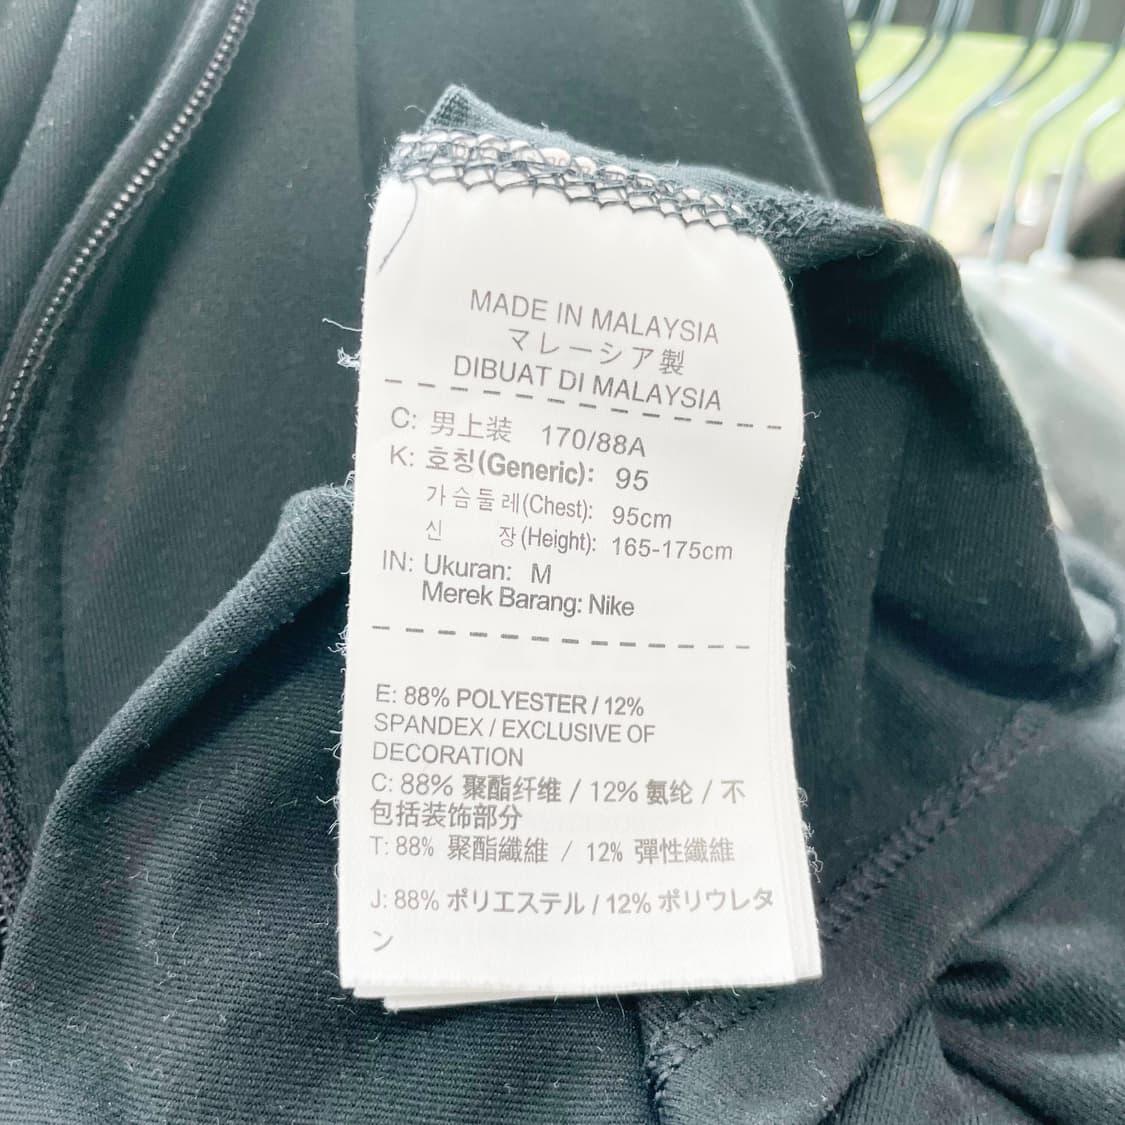 MADE IN MALAYSIA
マレーシア製
DIBUAT DI MALAYSIA
C: 男上装 170/88A
K: 호칭(Generic): 95
가슴둘레(Chest): 95cm
신 장(Height): 165-175cm
IN: Ukuran: M
Merek Barang: Nike
E: 88% POLYESTER / 12%
SPANDEX / EXCLUSIVE OF
DECORATION
C: 88% 聚酯纤维 / 12% 氨纶 / 不
包括装饰部分
T: 88% 聚酯纖維 / 12% 彈性纖維
J: 88% ポリエステル / 12% ポリウレタ
ン